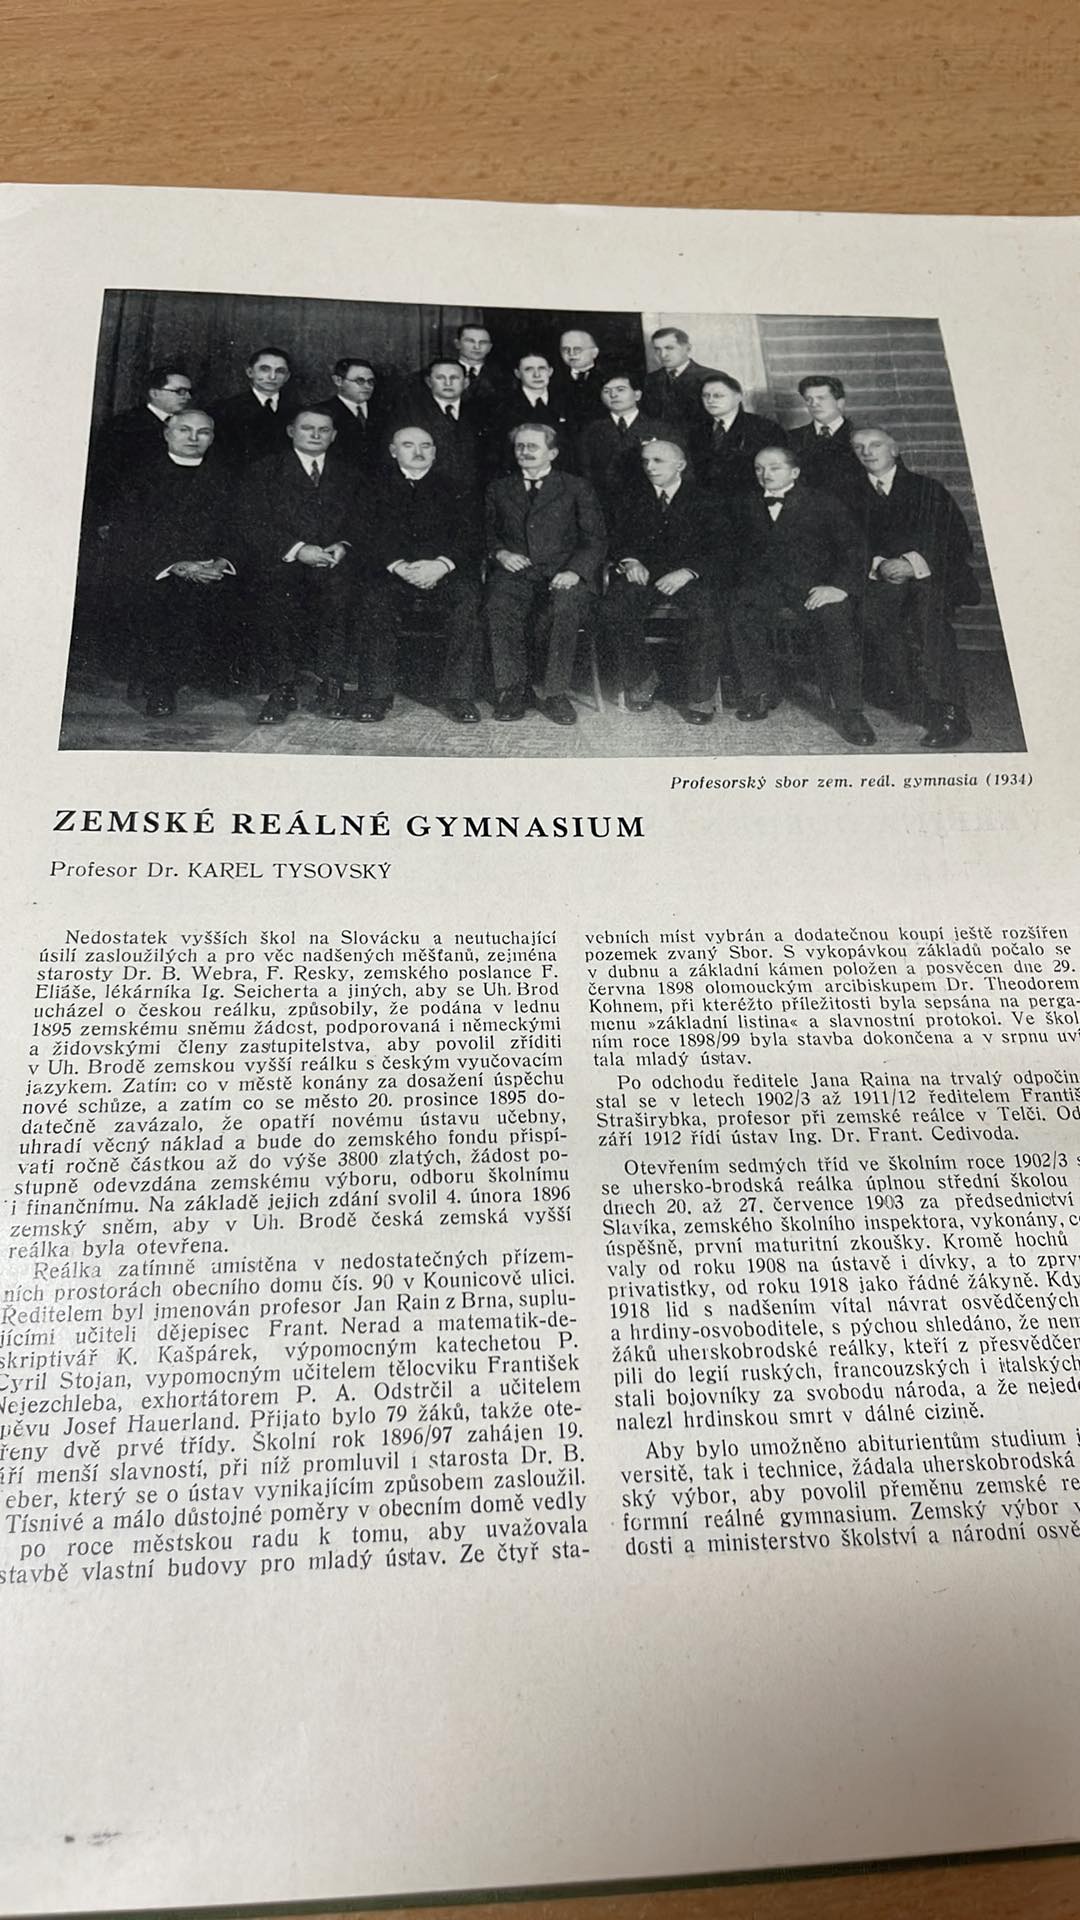 Profesorský sbor zem. reál. gymnasia (1934)
ZEMSKÉ REÁLNÉ GYMNASIUM
Profesor Dr. KAREL TYSOVSKÝ
Nedostatek vyšších škol na Slovácku a neutuchající
úsilí zasloužilých a pro věc nadšených měšťanů, zejména
starosty Dr. B. Webra, F. Resky, zemského poslance F.
Eliáše, lékárníka Ig. Seicherta a jiných, aby se Uh. Brod
ucházel o českou reálku, způsobily, že podána v lednu
1895 zemskému sněmu žádost, podporovaná i německými
a židovskými členy zastupitelstva, aby povolil zříditi
v Uh. Brodě zemskou vyšší reálku s českým vyučovacím
jazykem. Zatím co v městě konány za dosažení úspěchu
nové schůze, a zatím co se město 20. prosince 1895 do-
datečně zavázalo, že opatří novému ústavu učebny,
uhradí věcný náklad a bude do zemského fondu přispí-
vati ročně částkou až do výše 3800 zlatých, žádost po-
stupně odevzdána zemskému výboru, odboru školnímu
i finančnímu. Na základě jejich zdání svolil 4. února 1896
zemský sněm, aby v Uh. Brodě česká zemská vyšší
reálka byla otevřena.
Reálka zatímně umístěna v nedostatečných přízem-
ních prostorách obecního domu čís. 90 v Kounicově ulici.
Ředitelem byl jmenován profesor Jan Rain z Brna, suplu-
jícími učiteli dějepisec Frant. Nerad a matematik-de-
skriptivář K. Kašpárek, výpomocným katechetou P.
Cyril Stojan, vypomocným učitelem tělocviku František
Nejezchleba, exhortátorem P. A. Odstrčil a učitelem
pěvu Josef Hauerland. Přijato bylo 79 žáků, takže ote-
řeny dvě prvé třídy. Školní rok 1896/97 zahájen 19.
áří menší slavností, při níž promluvil i starosta Dr. B.
eber, který se o ústav vynikajícím způsobem zasloužil.
Tísnivé a málo důstojné poměry v obecním domě vedly
po roce městskou radu k tomu, aby uvažovala
stavbě vlastní budovy pro mladý ústav. Ze čtyř sta-
vebních míst vybrán a dodatečnou koupí ještě rozšířen
pozemek zvaný Sbor. S vykopávkou základů počalo se
v dubnu a základní kámen položen a posvěcen dne 29.
června 1898 olomouckým arcibiskupem Dr. Theodorem
Kohnem, při kteréžto příležitosti byla sepsána na perga-
menu »základní listina« a slavnostní protokol. Ve škol
ním roce 1898/99 byla stavba dokončena a v srpnu uví
tala mladý ústav.
Po odchodu ředitele Jana Raina na trvalý odpočin
stal se v letech 1902/3 až 1911/12 ředitelem Františ
Straširybka, profesor při zemské reálce v Telči. Od
září 1912 řídí ústav Ing. Dr. Frant. Cedivoda.
Otevřením sedmých tříd ve školním roce 1902/3 s
se uhersko-brodská reálka úplnou střední školou
dnech 20. až 27. července 1903 za předsednictví
Slavíka, zemského školního inspektora, vykonány, c
úspěšně, první maturitní zkoušky. Kromě hochů
valy od roku 1908 na ústavě i dívky, a to zprv
privatistky, od roku 1918 jako řádné žákyně. Kdy
1918 lid s nadšením vítal návrat osvědčených
a hrdiny-osvoboditele, s pýchou shledáno, že nem
žáků uherskobrodské reálky, kteří z přesvědčen
pili do legií ruských, francouzských i italských
stali bojovníky za svobodu národa, a že nejed
nalezl hrdinskou smrt v dálné cizině.
Aby bylo umožněno abiturientům studium j
versitě, tak i technice, žádala uherskobrodská
ský výbor, aby povolil přeměnu zemské re
formní reálné gymnasium. Zemský výbor v
dosti a ministerstvo školství a národní osvě